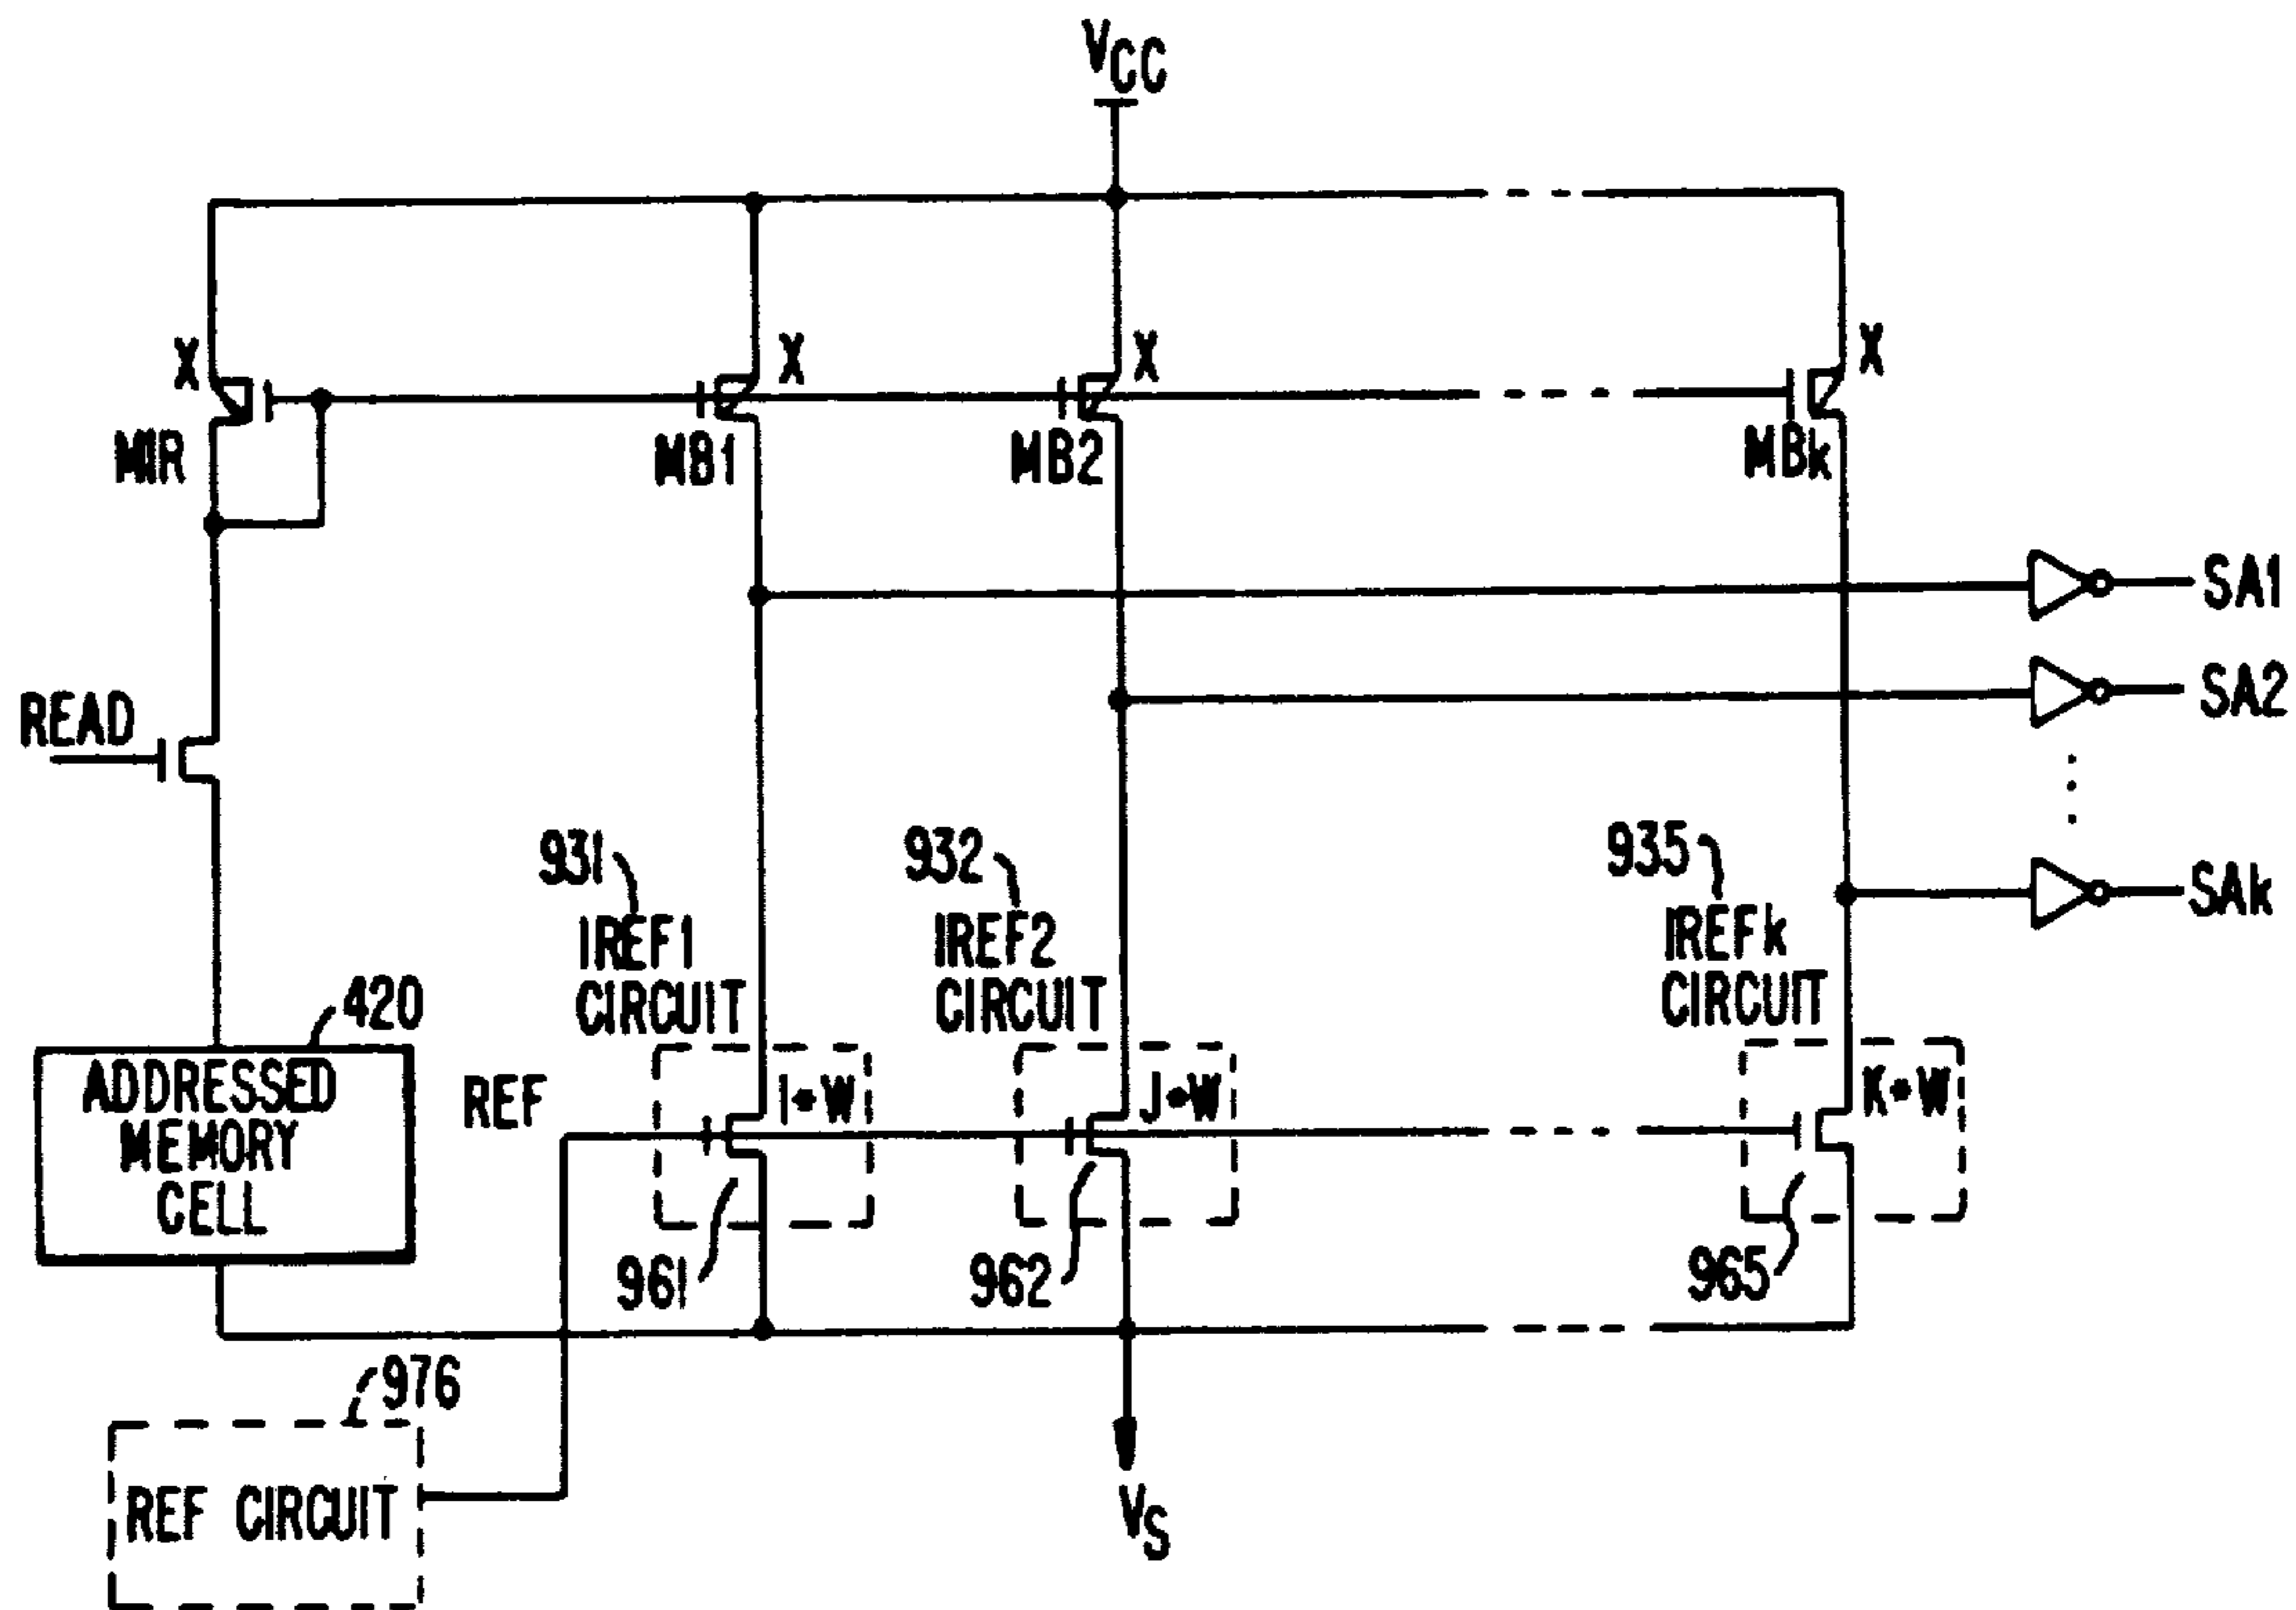 VCC
X
X
X
X
MIR
MB1
MB2
MBk
SA1
READ
SA2
931
932
935
SAk
IREF1
CIRCUIT
IREF2
CIRCUIT
IREFk
CIRCUIT
420
ADDRESSED
MEMORY
CELL
REF
I•W
J•W
K•W
961
962
965
976
REF CIRCUIT
VS